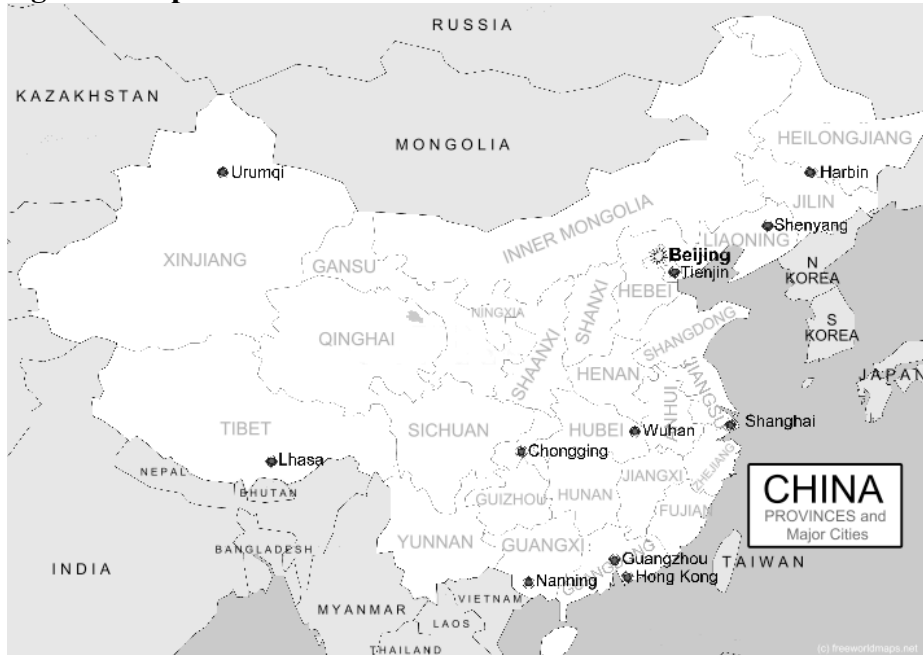 RUSSIA
KAZAKHSTAN
MONGOLIA
HEILONGJIANG
Urumqi
Harbin
JILIN
INNER MONGOLIA
Shenyang
LIAONING
XINJIANG
GANSU
Beijing
Tienjin
N
KOREA
HEBEI
NINGXIA
SHANXI
S
KOREA
QINGHAI
SHANGDONG
SHAANXI
HENAN
JIANGSU
JAPAN
ANHUI
TIBET
SICHUAN
HUBEI
Wuhan
Shanghai
Chongging
Lhasa
NEPAL
BHUTAN
JIANGXI
ZHEJIANG
GUIZHOU
HUNAN
FUJIAN
CHINA
PROVINCES and
Major Cities
YUNNAN
GUANGXI
BANGLADESH
INDIA
GUANGDONG
Guangzhou
TAIWAN
Hong Kong
Nanning
VIETNAM
MYANMAR
LAOS
THAILAND
(c) freeworldmaps.net